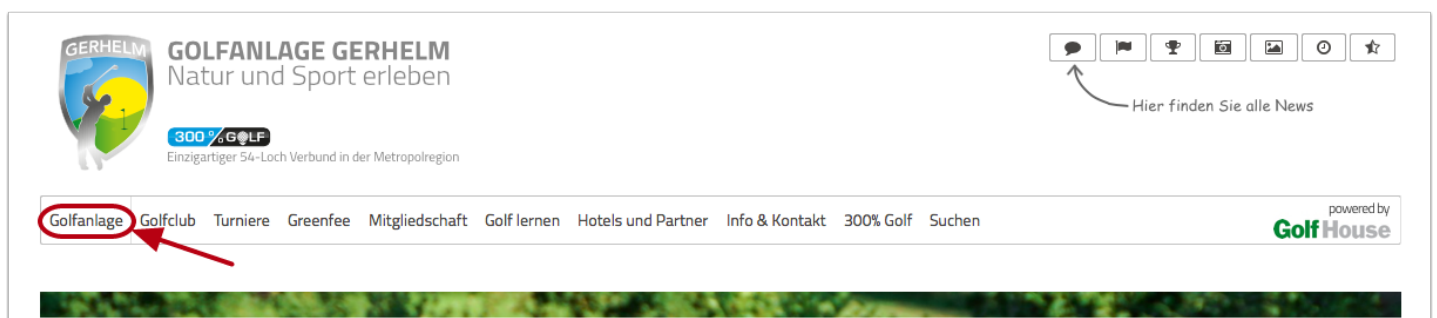 GERHELM
GOLFANLAGE GERHELM
Natur und Sport erleben
300 % GOLF
Einzigartiger 54-Loch Verbund in der Metropolregion
Hier finden Sie alle News
Golfanlage Golfclub Turniere Greenfee Mitgliedschaft Golf lernen Hotels und Partner Info & Kontakt 300% Golf Suchen
powered by
GolfHouse